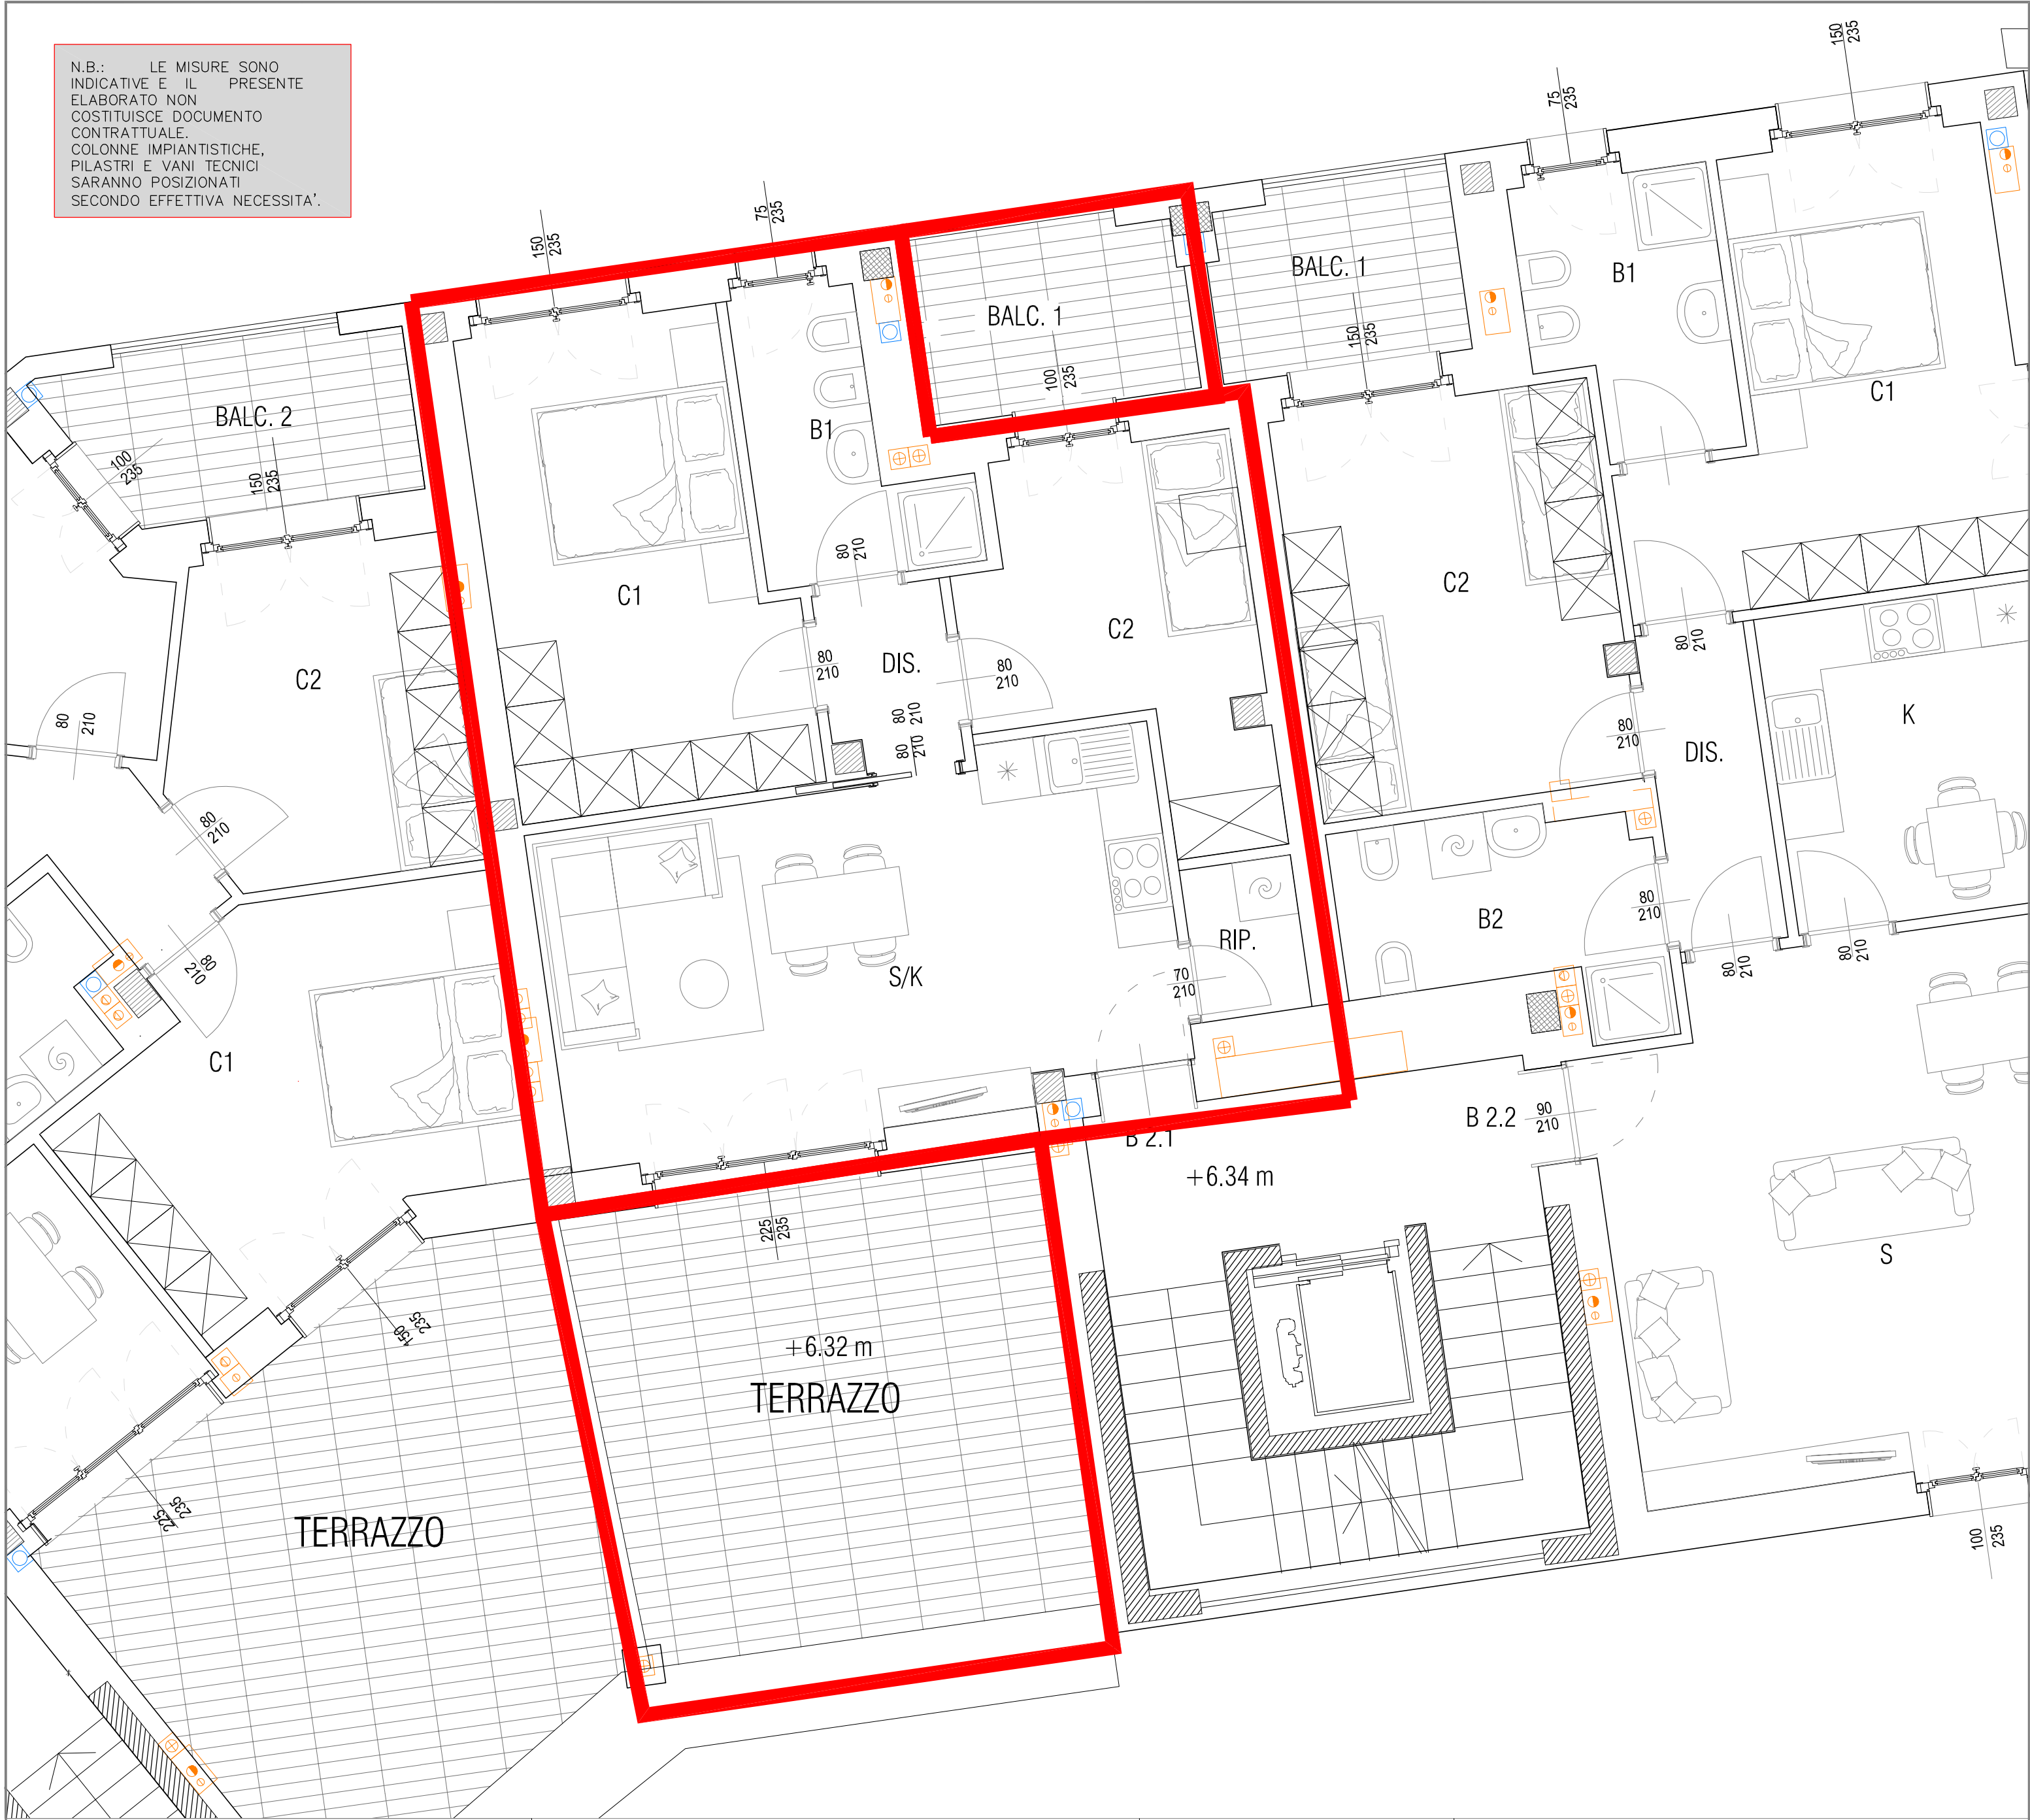 N.B.: LE MISURE SONO
INDICATIVE E IL PRESENTE
ELABORATO NON
COSTITUISCE DOCUMENTO
CONTRATTUALE.
COLONNE IMPIANTISTICHE,
PILASTRI E VANI TECNICI
SARANNO POSIZIONATI
SECONDO EFFETTIVA NECESSITA'.
150
235
75
235
75
235
150
235
BALC. 1
B1
BALC. 1
150
235
C1
BALC. 2
100
235
150
235
B1
100
235
80
210
C1
C2
C2
C2
DIS.
80
210
80
210
80
210
80
210
80
210
80
210
80
210
DIS.
K
80
210
80
210
S/K
RIP.
70
210
B2
80
210
80
210
80
210
C1
B 2.1
B 2.2
90
210
+6.34 m
225
235
S
150
235
+6.32 m
TERRAZZO
225
235
TERRAZZO
100
235